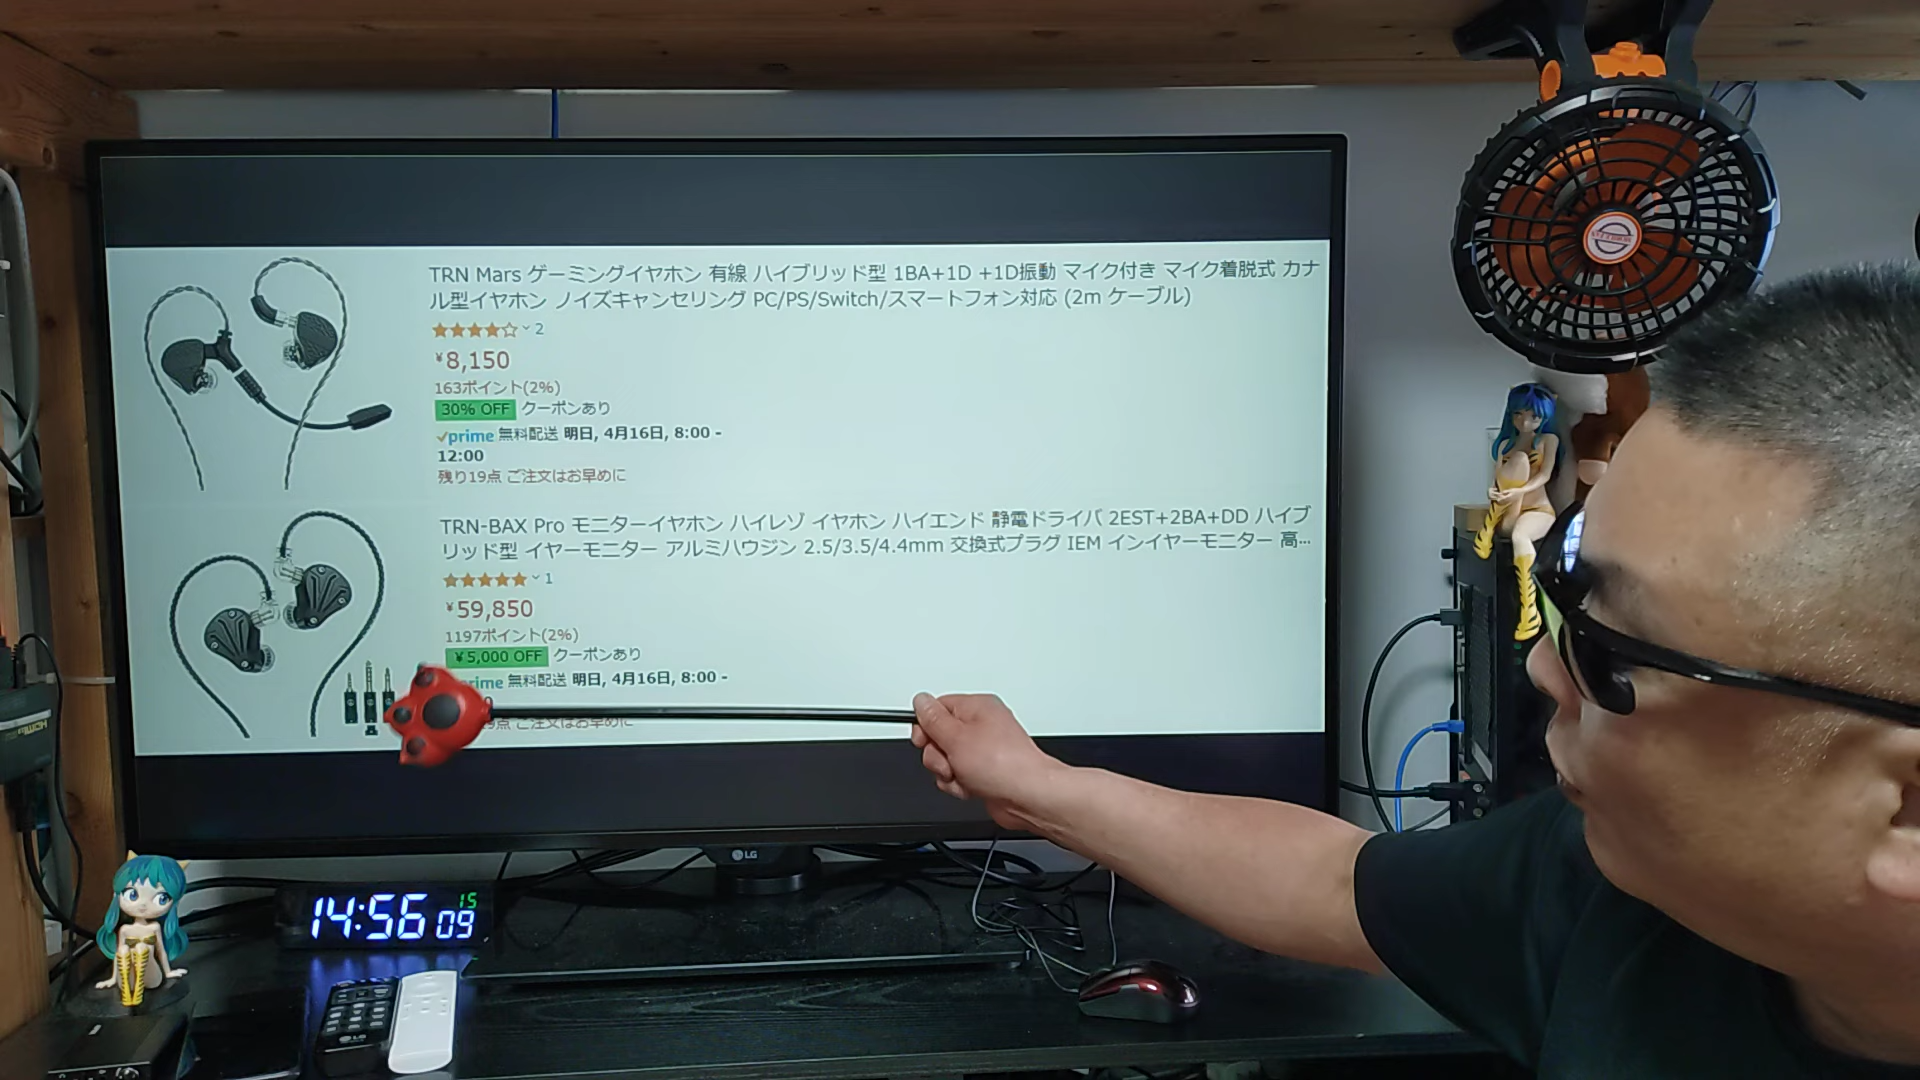 TRN Mars ゲーミングイヤホン 有線 ハイブリッド型 1BA+1D +1D振動 マイク付き マイク着脱式 カナ
ル型イヤホン ノイズキャンセリング PC/PS/Switch/スマートフォン対応 (2m ケーブル)
2
¥8,150
163ポイント(2%)
30% OFF クーポンあり
prime 無料配送 明日, 4月16日, 8:00 -
12:00
残り19点 ご注文はお早めに
TRN-BAX Pro モニターイヤホン ハイレゾ イヤホン ハイエンド 静電ドライバ 2EST+2BA+DD ハイブ
リッド型 イヤーモニター アルミハウジン 2.5/3.5/4.4mm 交換式プラグ IEM インイヤーモニター 高...
1
¥59,850
1197ポイント(2%)
¥5,000 OFF クーポンあり
prime 無料配送 明日, 4月16日, 8:00 -
点 ご注文はお早めに
LG
14:56 09 15
LG
HDMI